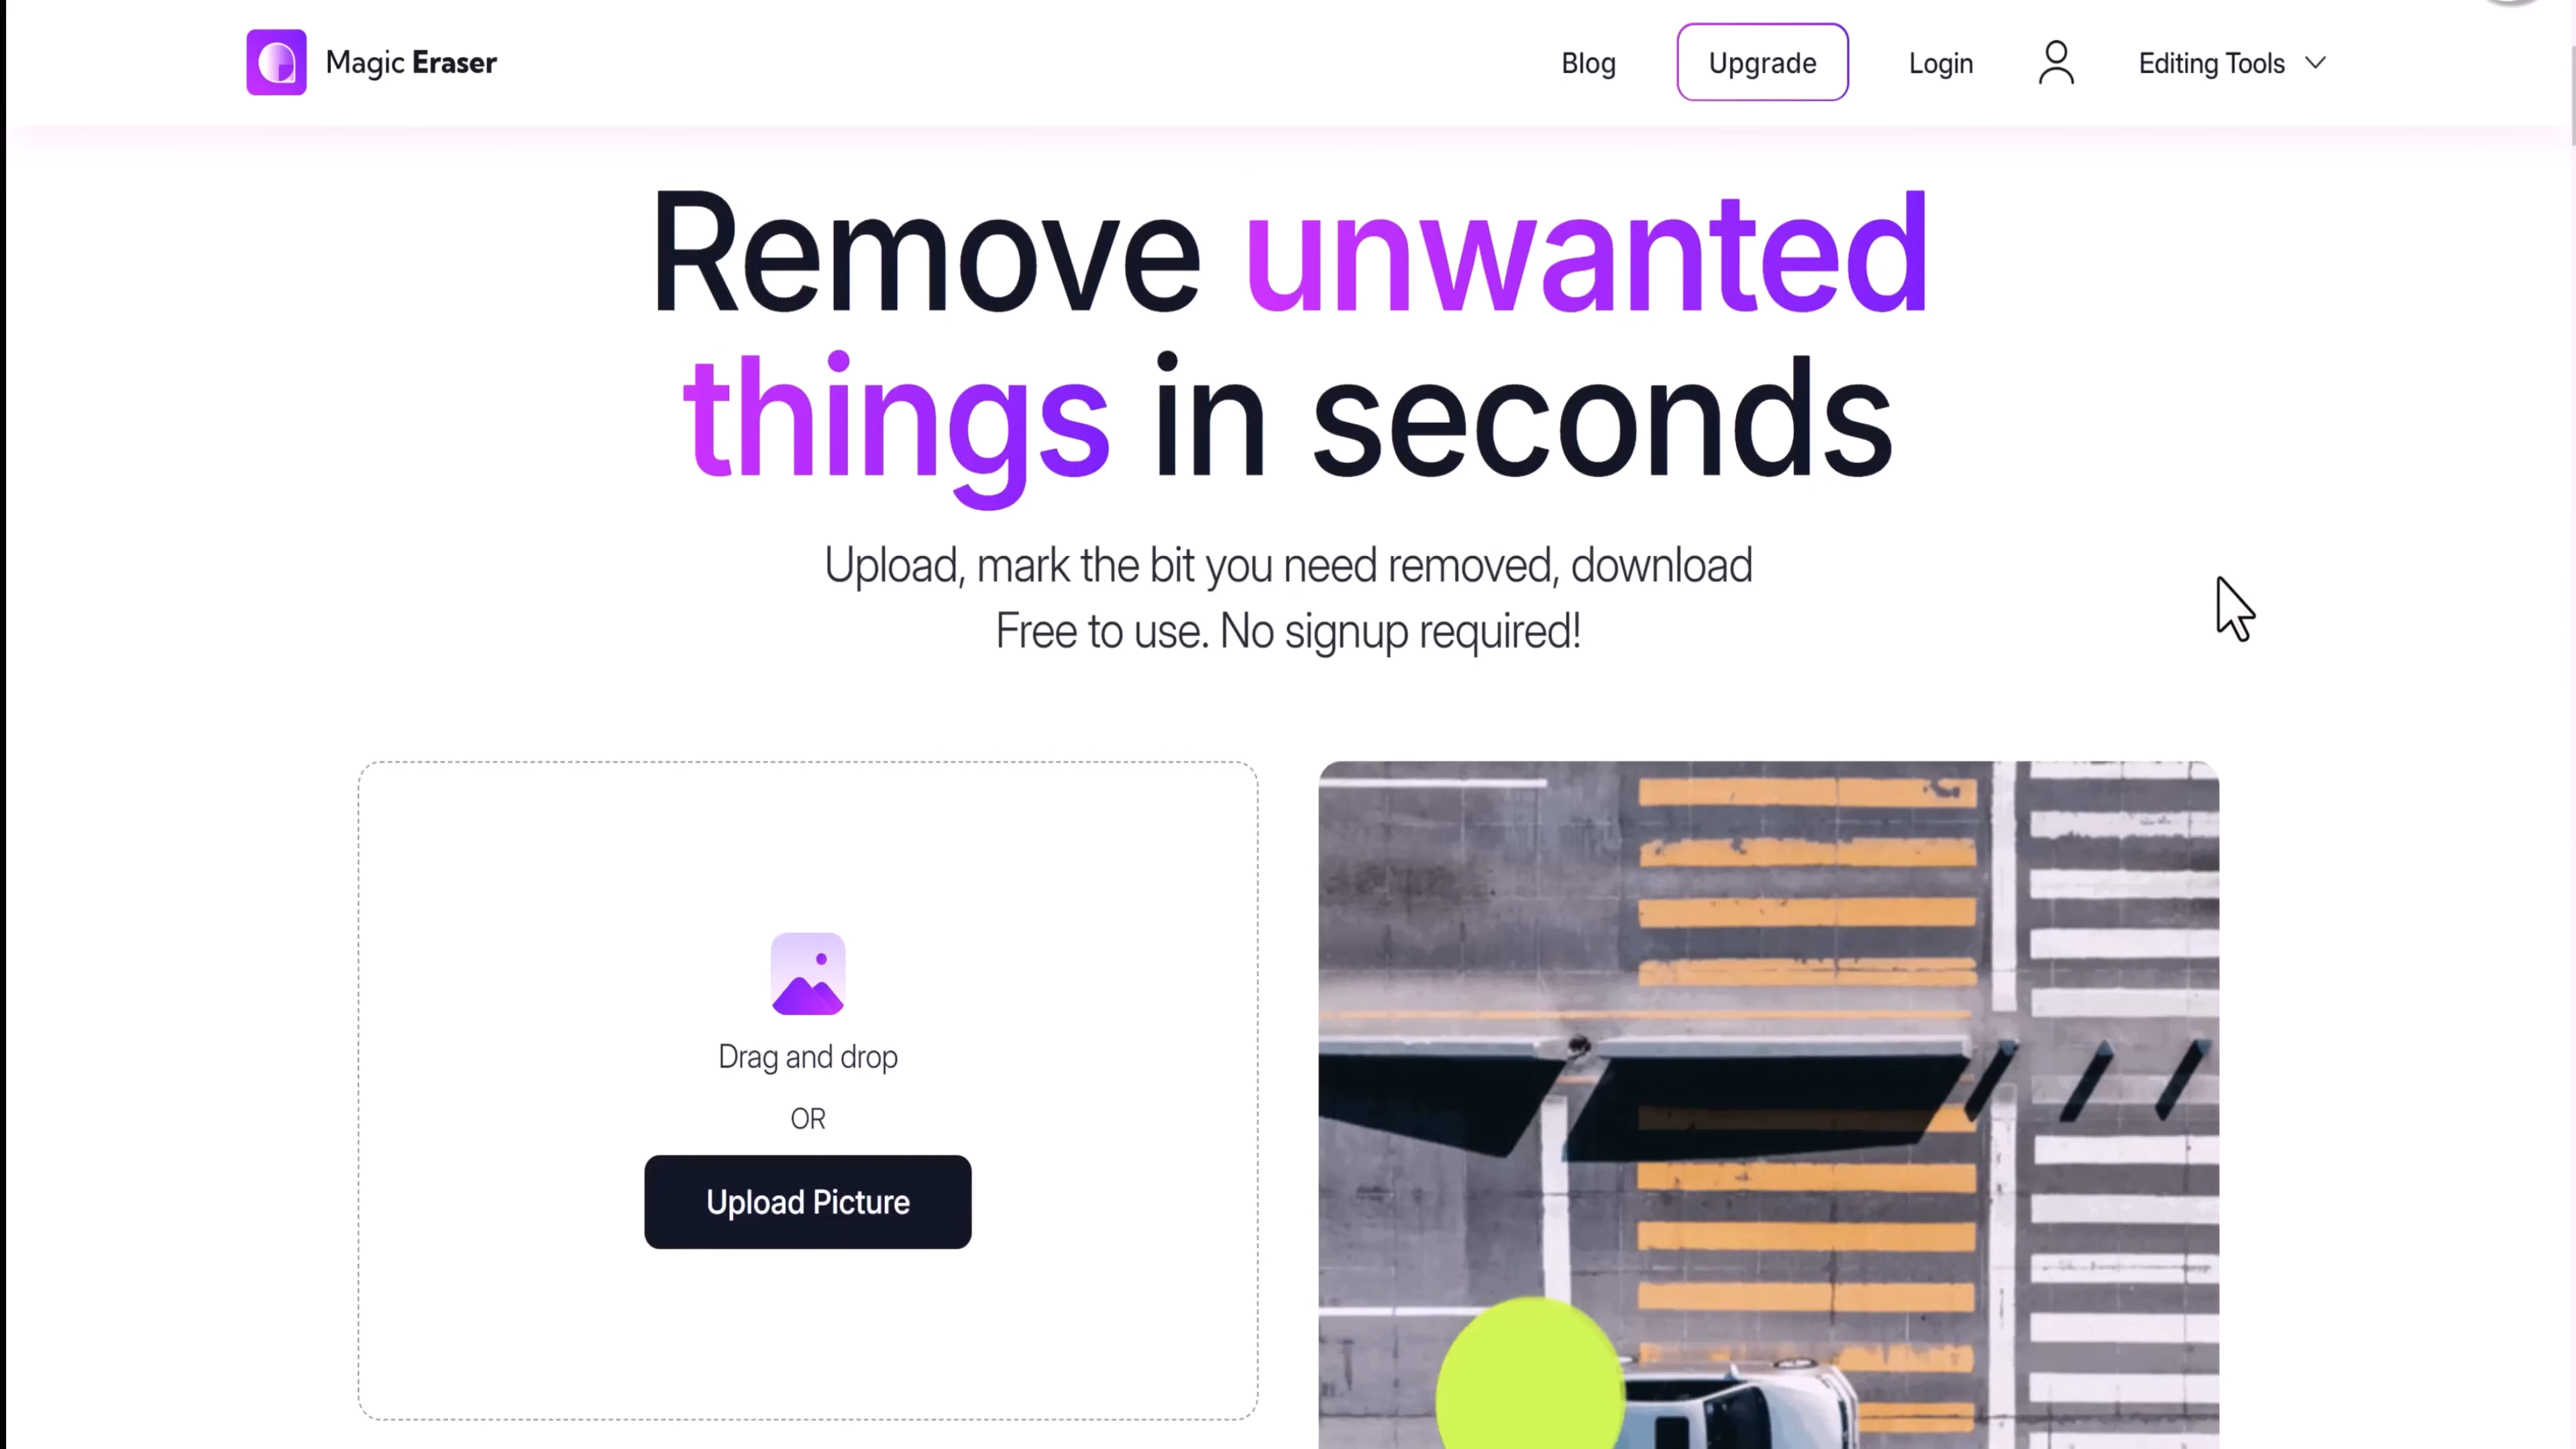 Magic Eraser
Blog
Upgrade
Login
Editing Tools
Remove unwanted
things in seconds
Upload, mark the bit you need removed, download
Free to use. No signup required!
Drag and drop
OR
Upload Picture